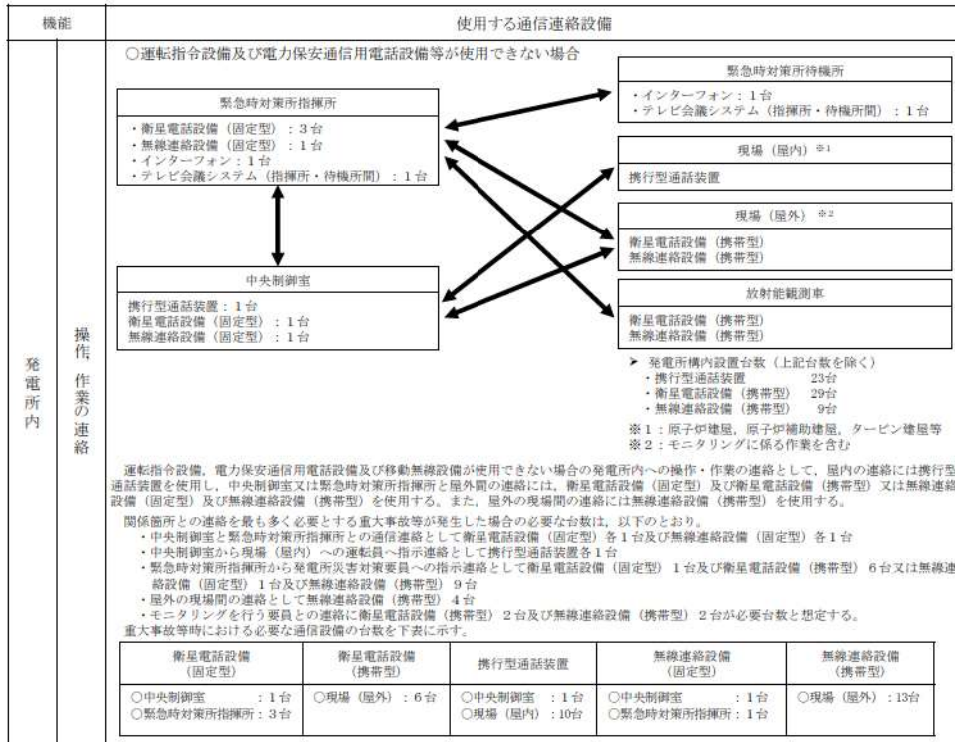 機能
使用する通信連絡設備
発電所内
操作，作業の連絡
○運転指令設備及び電力保安通信用電話設備等が使用できない場合
緊急時対策所指揮所
・衛星電話設備（固定型）：3台
・無線連絡設備（固定型）：1台
・インターフォン：1台
・テレビ会議システム（指揮所・待機所間）：1台
中央制御室
携行型通話装置：1台
衛星電話設備（固定型）：1台
無線連絡設備（固定型）：1台
緊急時対策所待機所
・インターフォン：1台
・テレビ会議システム（指揮所・待機所間）：1台
現場（屋内）※1
携行型通話装置
現場（屋外）※2
衛星電話設備（携帯型）
無線連絡設備（携帯型）
放射能観測車
衛星電話設備（携帯型）
無線連絡設備（携帯型）
➤ 発電所構内設置台数（上記台数を除く）
・携行型通話装置 23台
・衛星電話設備（携帯型） 29台
・無線連絡設備（携帯型） 9台
※1：原子炉建屋，原子炉補助建屋，タービン建屋等
※2：モニタリングに係る作業を含む
運転指令設備，電力保安通信用電話設備及び移動無線設備が使用できない場合の発電所内への操作・作業の連絡として，屋内の連絡には携行型
通話装置を使用し，中央制御室又は緊急時対策所指揮所と屋外間の連絡には，衛星電話設備（固定型）及び衛星電話設備（携帯型）又は無線連絡
設備（固定型）及び無線連絡設備（携帯型）を使用する。また，屋外の現場間の連絡には無線連絡設備（携帯型）を使用する。
関係箇所との連絡を最も多く必要とする重大事故等が発生した場合の必要な台数は，以下のとおり。
・中央制御室と緊急時対策所指揮所との通信連絡として衛星電話設備（固定型）各1台及び無線連絡設備（固定型）各1台
・中央制御室から現場（屋内）への運転員へ指示連絡として携行型通話装置各1台
・緊急時対策所指揮所から発電所災害対策要員への指示連絡として衛星電話設備（固定型）1台及び衛星電話設備（携帯型）6台又は無線連
絡設備（固定型）1台及び無線連絡設備（携帯型）9台
・屋外の現場間の連絡として無線連絡設備（携帯型）4台
・モニタリングを行う要員との連絡に衛星電話設備（携帯型）2台及び無線連絡設備（携帯型）2台が必要台数と想定する。
重大事故等時における必要な通信設備の台数を下表に示す。
衛星電話設備
（固定型）
衛星電話設備
（携帯型）
携行型通話装置
無線連絡設備
（固定型）
無線連絡設備
（携帯型）
○中央制御室 ：1台
○緊急時対策所指揮所：3台
○現場（屋外）：6台
○中央制御室 ：1台
○現場（屋内）：10台
○中央制御室 ：1台
○緊急時対策所指揮所：1台
○現場（屋外）：13台